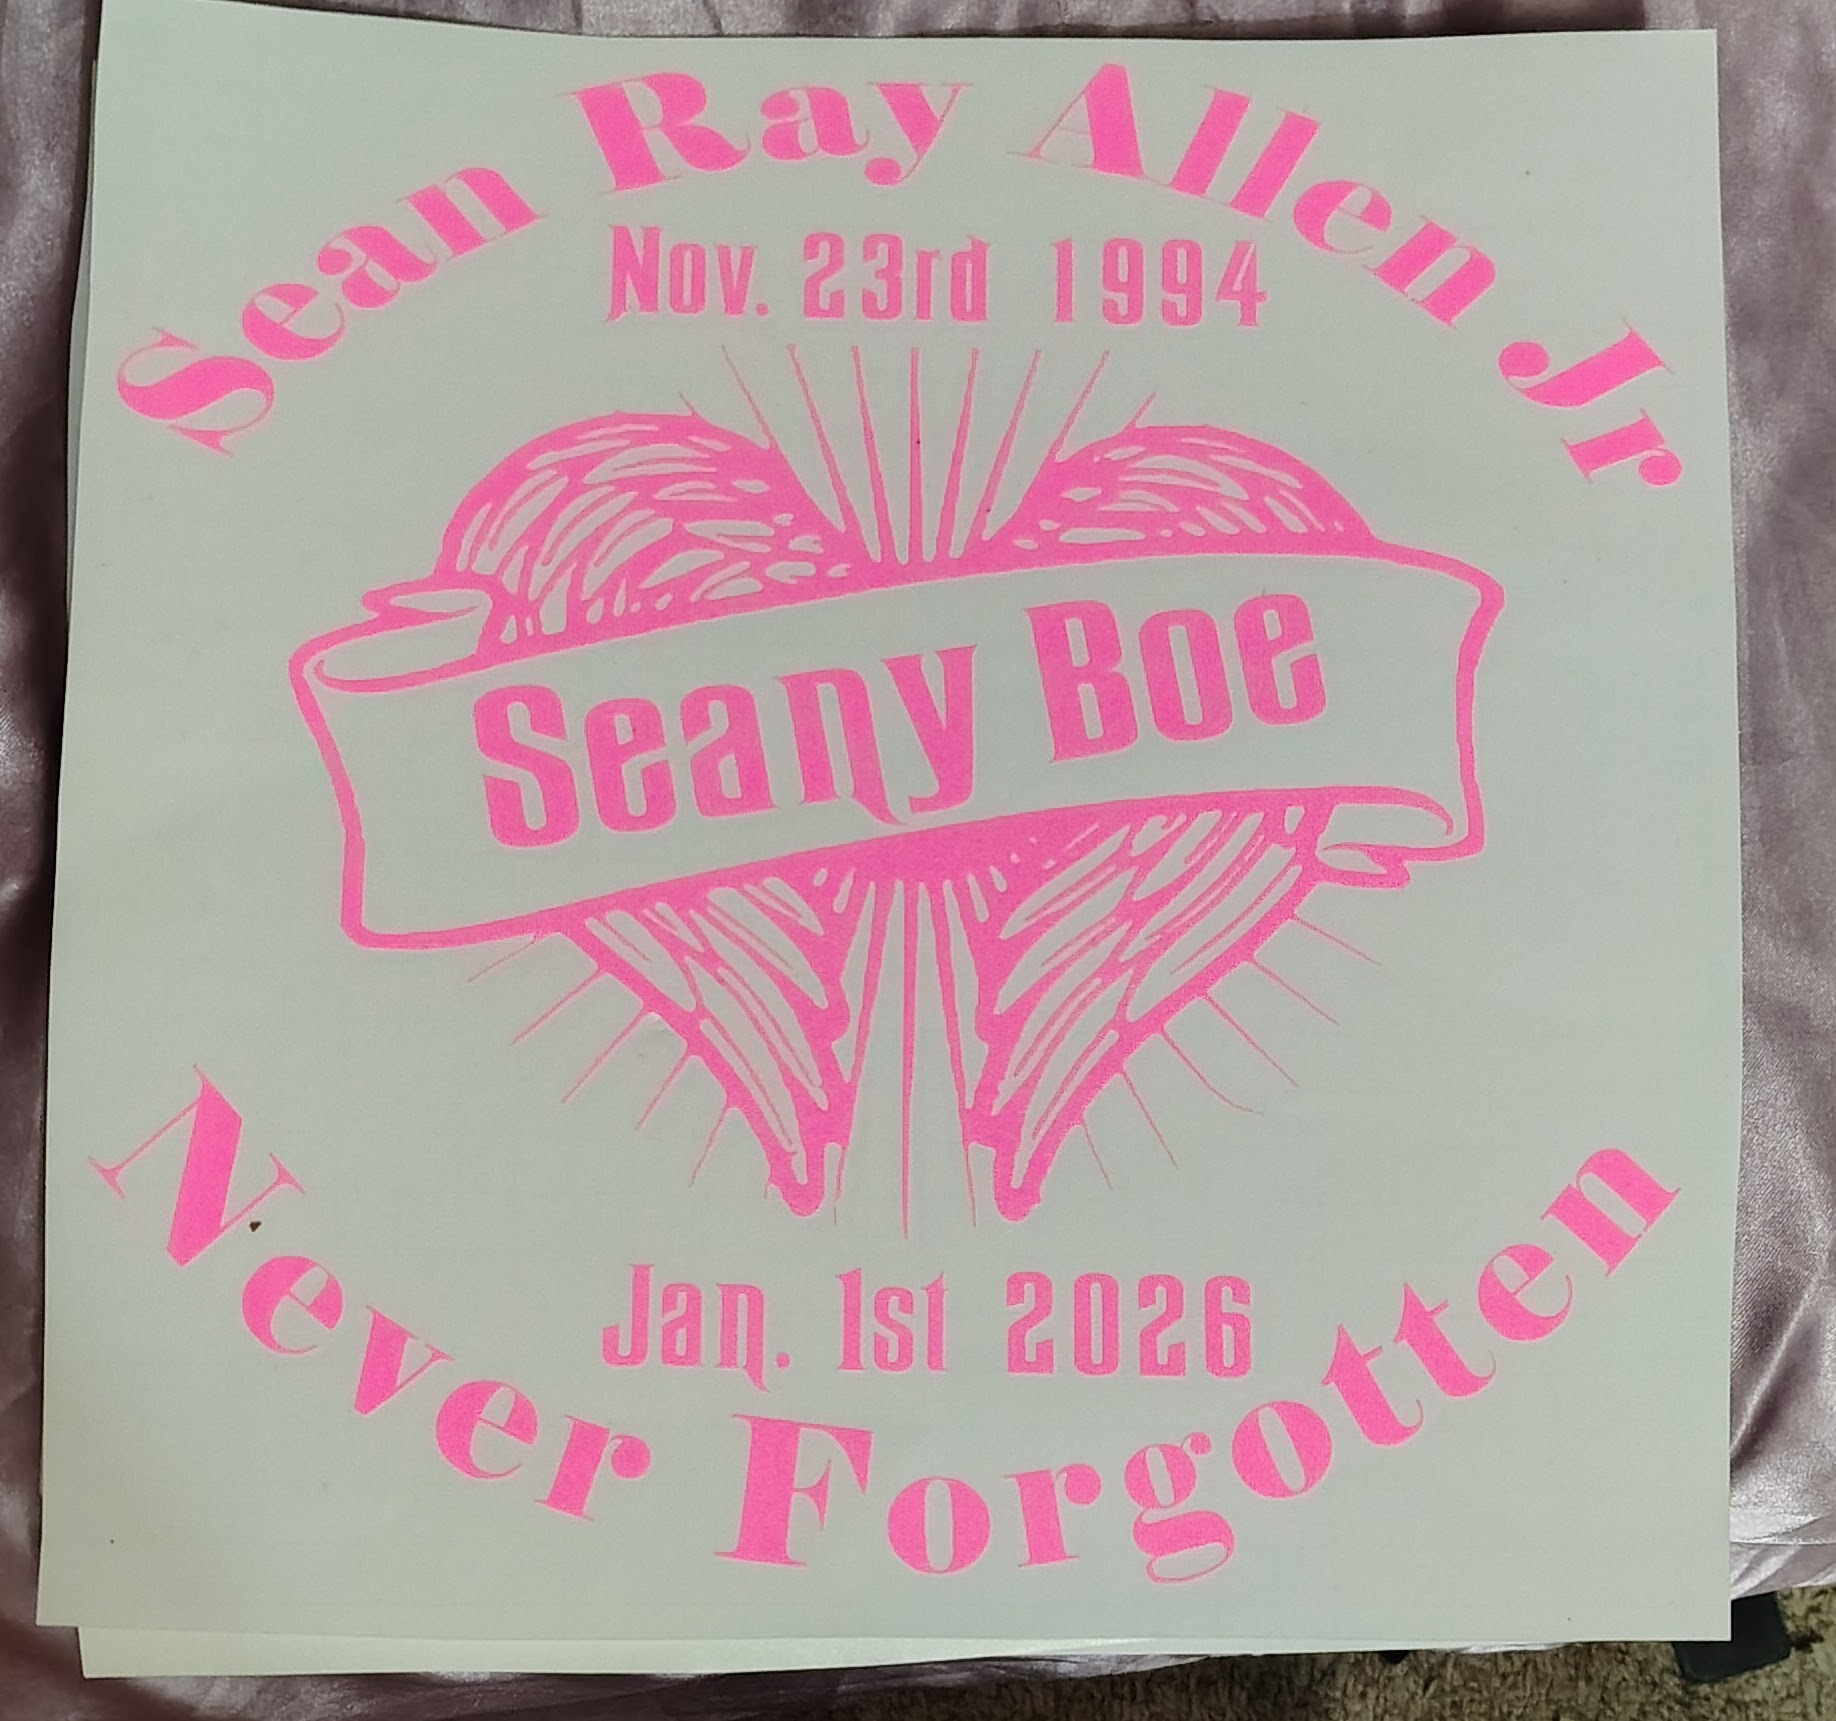 Sean Ray Allen Jr
Nov. 23rd 1994
Seany Boe
Jan. 1st 2026
Never Forgotten